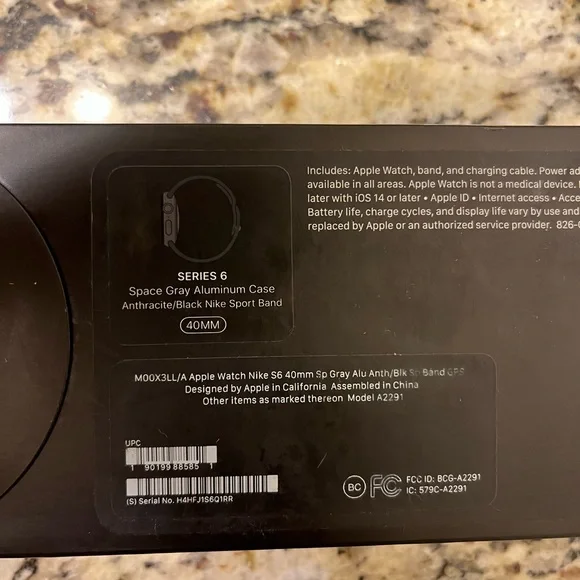 Includes: Apple Watch, band, and charging cable. Power ad
available in all areas. Apple Watch is not a medical device.
later with iOS 14 or later • Apple ID • Internet access • Acce
Battery life, charge cycles, and display life vary by use and
replaced by Apple or an authorized service provider. 826-
SERIES 6
Space Gray Aluminum Case
Anthracite/Black Nike Sport Band
40MM
M00X3LL/A Apple Watch Nike S6 40mm Sp Gray Alu Anth/Blk Sp Band GPS
Designed by Apple in California Assembled in China
Other items as marked thereon Model A2291
UPC
1 90199 88585 1
(S) Serial No. H4HFJ1S6Q1RR
BC FC FCC ID: BCG-A2291
IC: 579C-A2291